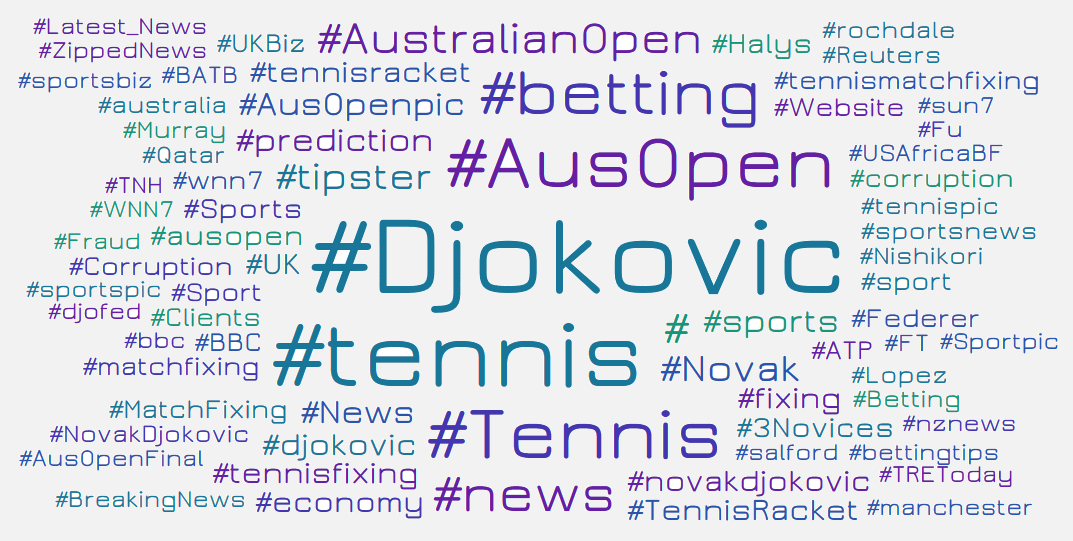 #Latest_News
#ZippedNews
#UKBiz
#AustralianOpen
#Halys
#rochdale
#Reuters
#sportsbiz
#BATB
#tennisracket
#betting
#tennismatchfixing
#australia
#AusOpenpic
#Website
#sun7
#Murray
#prediction
#AusOpen
#Fu
#Qatar
#tipster
#USAfricaBF
#TNH
#wnn7
#corruption
#WNN7
#Sports
#tennispic
#Fraud
#ausopen
#Djokovic
#sportsnews
#Corruption
#UK
#Nishikori
#sportspic
#Sport
#sport
#djofed
#Clients
#tennis
#
#sports
#Federer
#bbc
#BBC
#ATP
#FT
#Sportpic
#matchfixing
#Novak
#Lopez
#MatchFixing
#News
#Tennis
#fixing
#Betting
#NovakDjokovic
#djokovic
#3Novices
#nznews
#AusOpenFinal
#salford
#bettingtips
#tennisfixing
#news
#novakdjokovic
#TREToday
#BreakingNews
#economy
#TennisRacket
#manchester